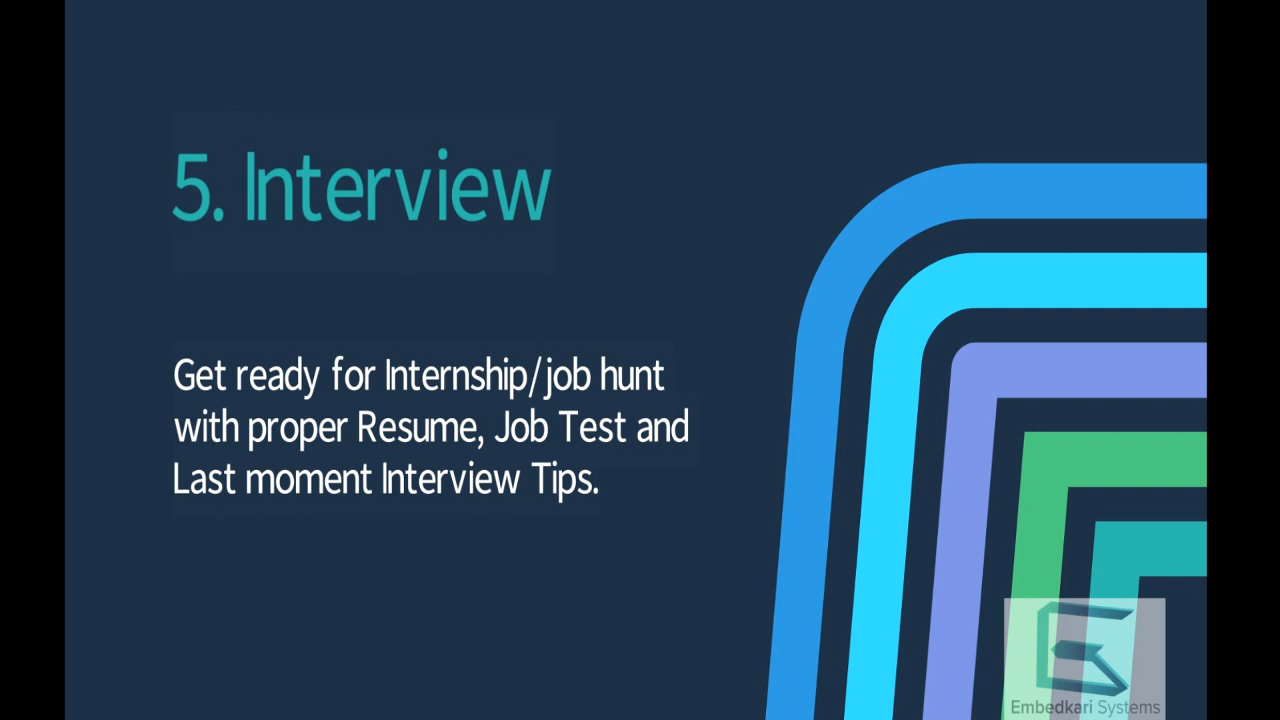 5. Interview
Get ready for Internship/job hunt
with proper Resume, Job Test and
Last moment Interview Tips.
Embedkari Systems